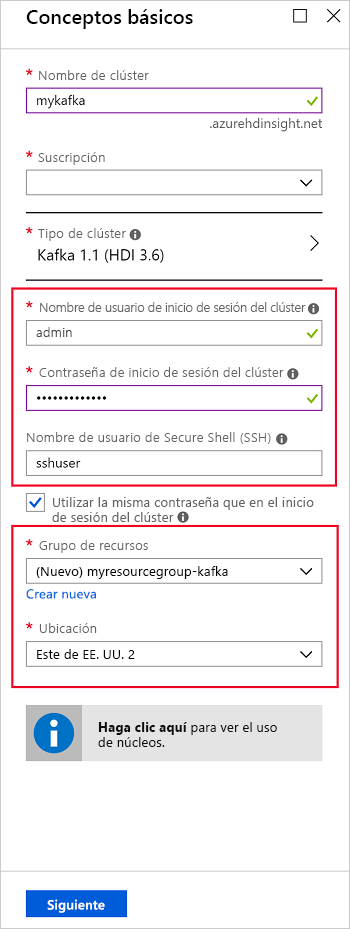 Conceptos básicos
* Nombre de clúster
mykafka
.azurehdinsight.net
* Suscripción
* Tipo de clúster
Kafka 1.1 (HDI 3.6)
* Nombre de usuario de inicio de sesión del clúster
admin
* Contraseña de inicio de sesión del clúster
•••••••••••••
Nombre de usuario de Secure Shell (SSH)
sshuser
Utilizar la misma contraseña que en el inicio
de sesión del clúster
* Grupo de recursos
(Nuevo) myresourcegroup-kafka
Crear nueva
* Ubicación
Este de EE. UU. 2
Haga clic aquí para ver el uso
de núcleos.
Siguiente